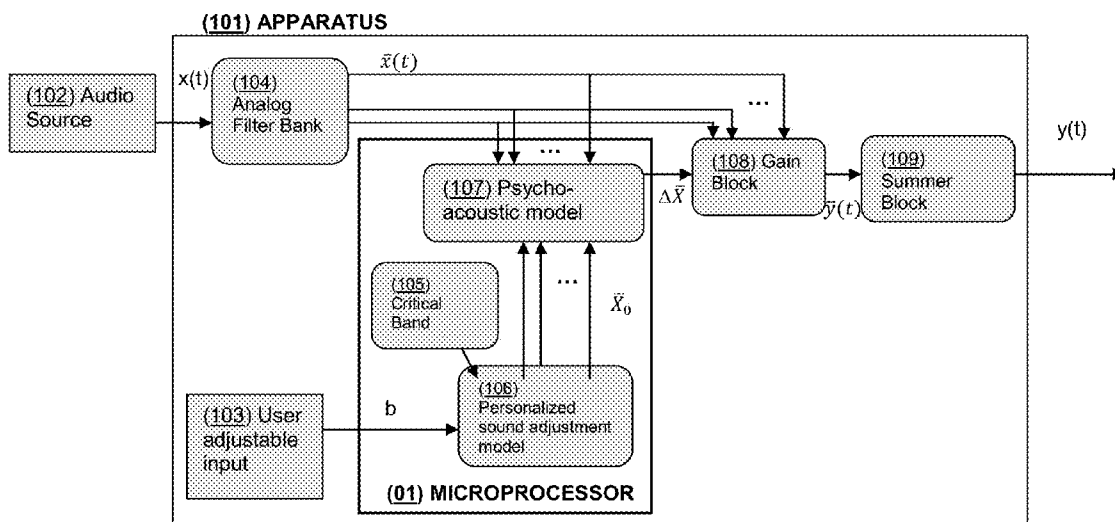 (101) APPARATUS
(102) Audio
Source
x(t)
(104)
Analog
Filter Bank
x̄(t)
...
...
(107) Psycho-
acoustic model
ΔX̄
(108) Gain
Block
ȳ(t)
(109)
Summer
Block
y(t)
(105)
Critical
Band
...
X̄₀
(103) User
adjustable
input
b
(106)
Personalized
sound adjustment
model
(01) MICROPROCESSOR